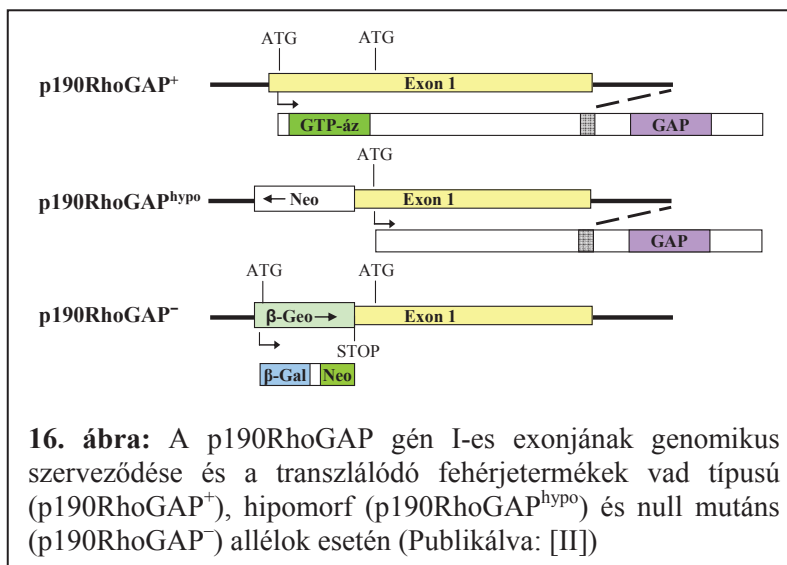 ATG ATG
p190RhoGAP⁺ Exon 1
GTP-áz GAP
ATG
p190RhoGAPʰʸᵖᵒ ← Neo Exon 1
GAP
ATG ATG
p190RhoGAP⁻ β-Geo → Exon 1
STOP
β-Gal Neo
16. ábra: A p190RhoGAP gén I-es exonjának genomikus
szerveződése és a transzlálódó fehérjetermékek vad típusú
(p190RhoGAP⁺), hipomorf (p190RhoGAPʰʸᵖᵒ) és null mutáns
(p190RhoGAP⁻) allélok esetén (Publikálva: [II])